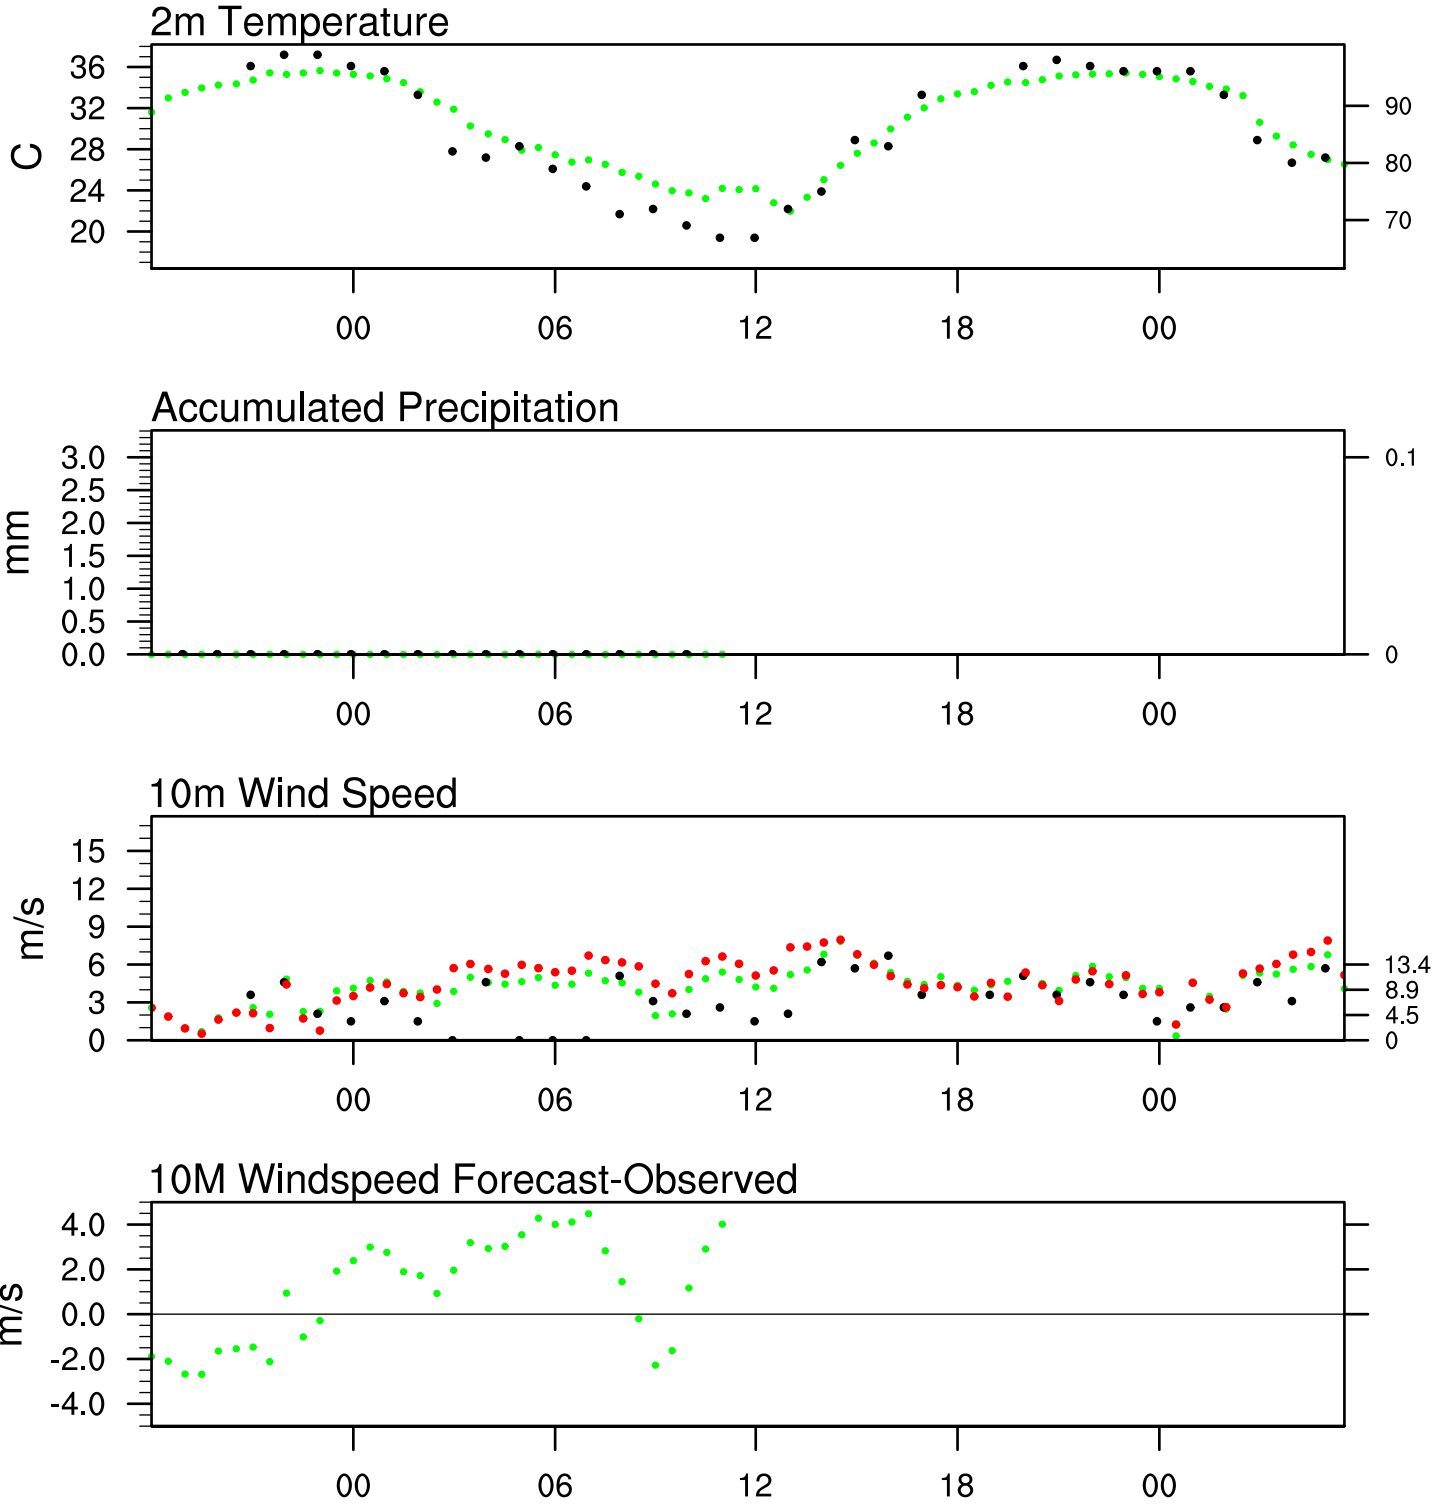 2m Temperature
36
32
28
24
20
C
90
80
70
00 06 12 18 00
Accumulated Precipitation
3.0
2.5
2.0
1.5
1.0
0.5
0.0
mm
0.1
0
00 06 12 18 00
10m Wind Speed
15
12
9
6
3
0
m/s
13.4
8.9
4.5
0
00 06 12 18 00
10M Windspeed Forecast-Observed
4.0
2.0
0.0
-2.0
-4.0
m/s
00 06 12 18 00